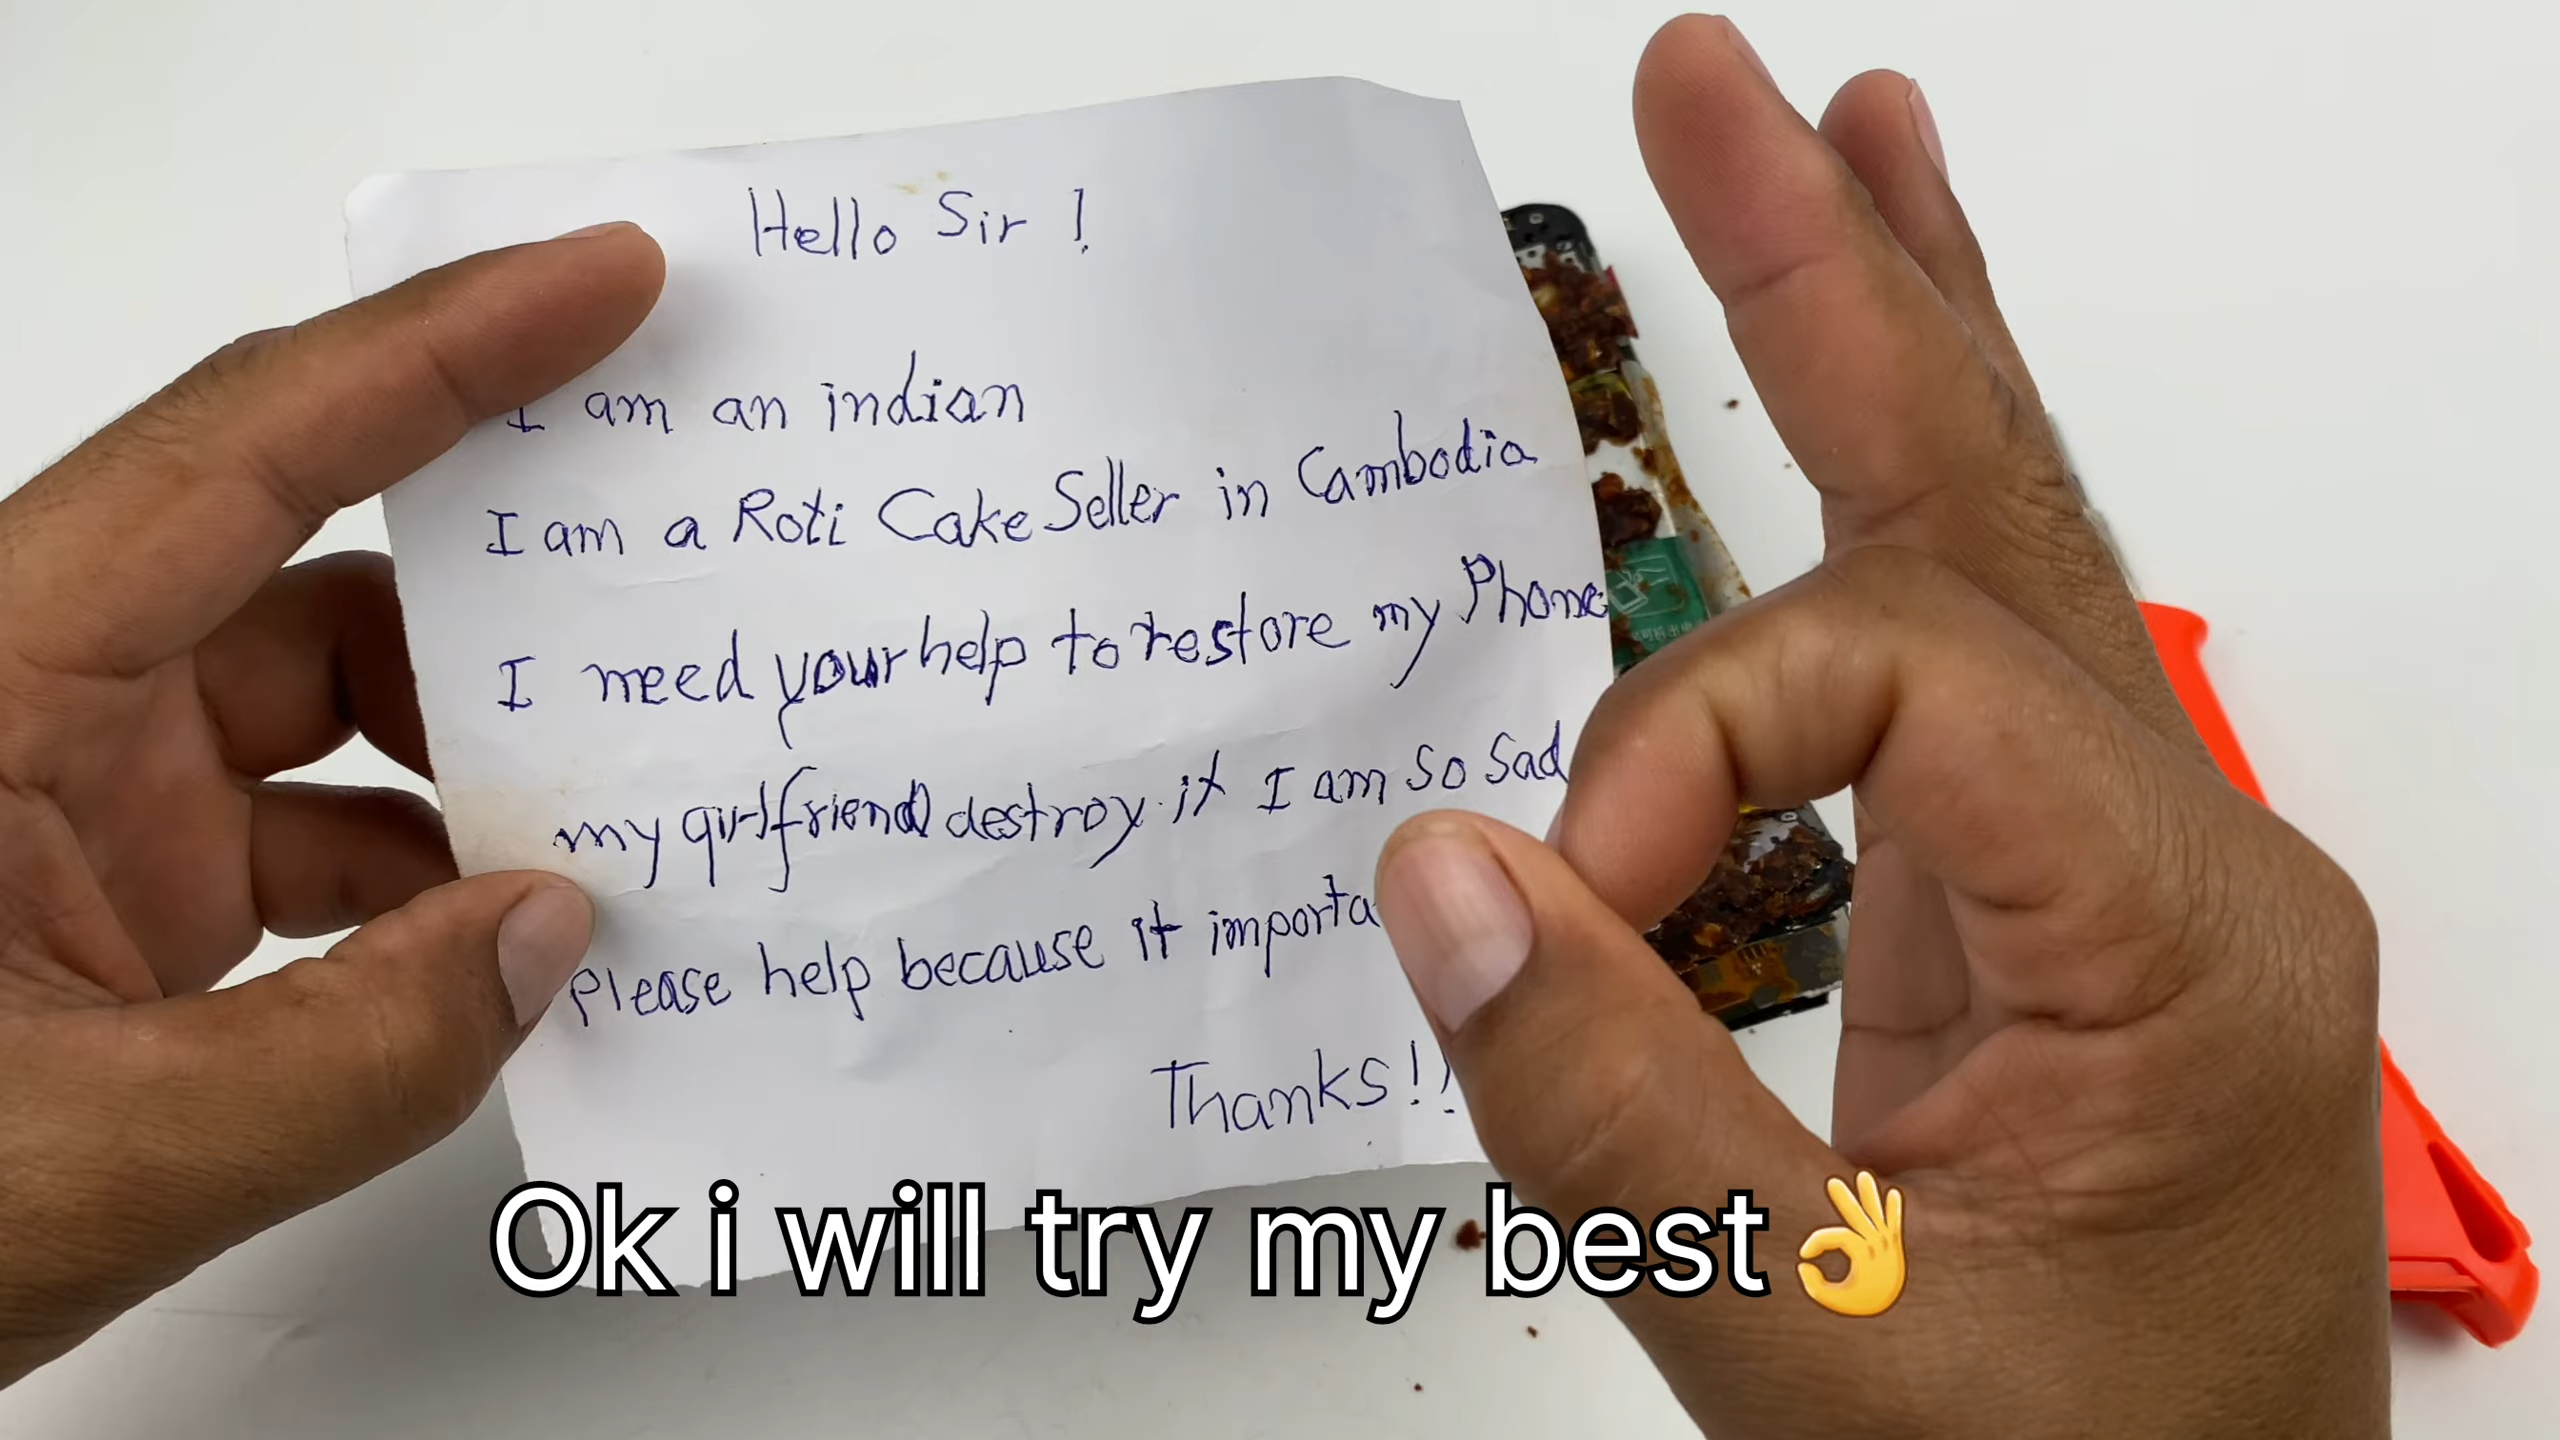 Hello Sir !
I am an indian
I am a Roti Cake Seller in Cambodia
I need your help to restore my Phone
my girlfriend destroy it I am so sad
Please help because it importa
Thanks!!
Ok i will try my best👌